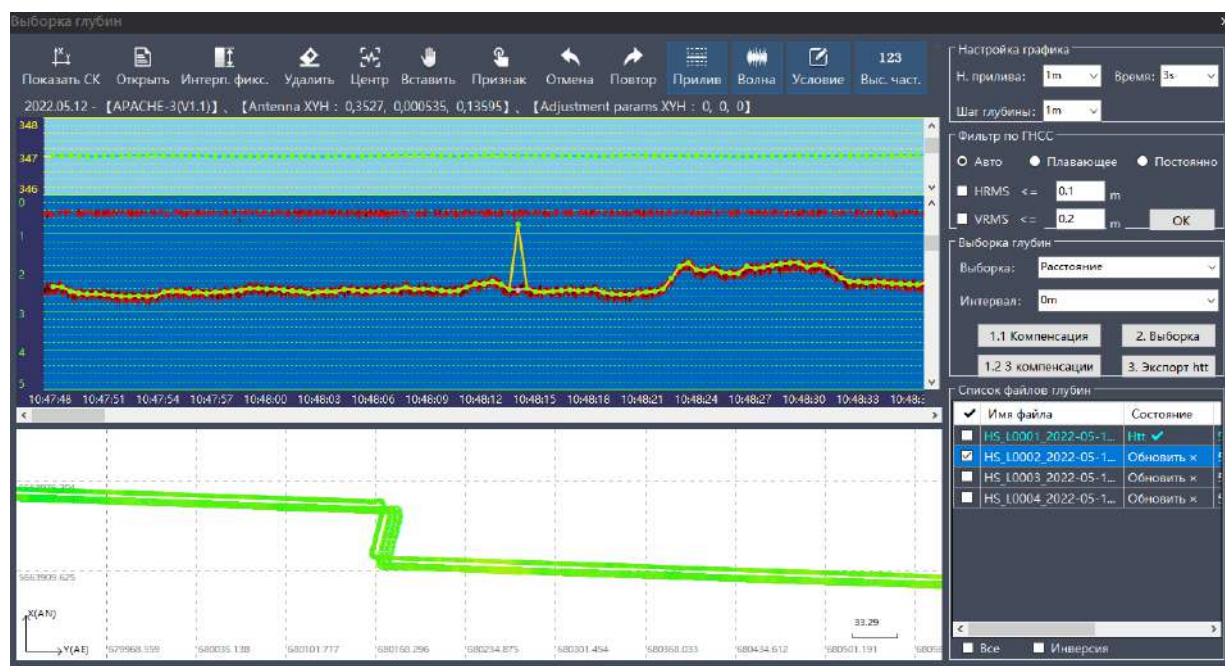 Выборка глубин
Показать СК Открыть Интерп. фикс. Удалить Центр Вставить Признак Отмена Повтор Прилив Волна Условие 123 Выс. част.
2022.05.12 - 【APACHE-3(V1.1)】、【Antenna XYH : 0,3527, 0,000535, 0,13595】、【Adjustment params XYH : 0, 0, 0】
348
347
346
0
1
2
3
4
5
10:47:48 10:47:51 10:47:54 10:47:57 10:48:00 10:48:03 10:48:06 10:48:09 10:48:12 10:48:15 10:48:18 10:48:21 10:48:24 10:48:27 10:48:30 10:48:33 10:48:
5663909.625
X(AN)
Y(AE)
679968.559 680035.138 680101.717 680168.296 680234.875 680301.454 680368.033 680434.612 680501.191
33.29
Настройка графика
Н. прилива: 1m Время: 3s
Шаг глубины: 1m
Фильтр по ГНСС
Авто Плавающее Постоянно
HRMS <= 0.1 m
VRMS <= 0.2 m OK
Выборка глубин
Выборка: Расстояние
Интервал: 0m
1.1 Компенсация 2. Выборка
1.2 3 компенсации 3. Экспорт htt
Список файлов глубин
Имя файла Состояние
HS_L0001_2022-05-1... Htt ✔
HS_L0002_2022-05-1... Обновить ×
HS_L0003_2022-05-1... Обновить ×
HS_L0004_2022-05-1... Обновить ×
Все Инверсия